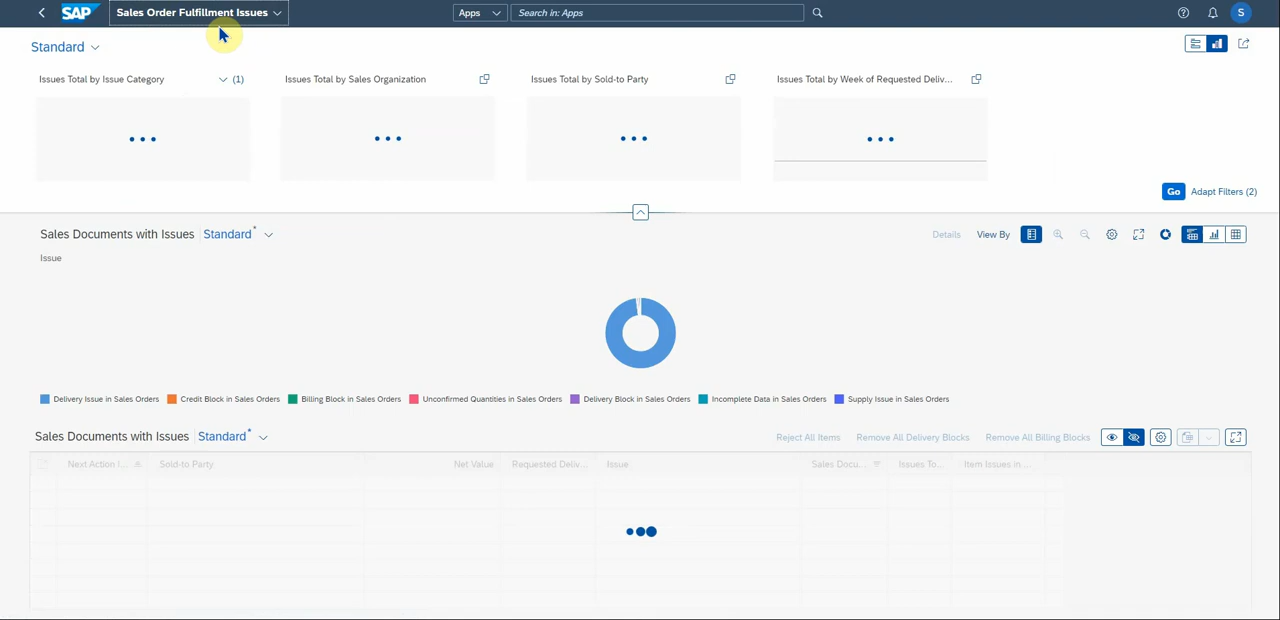 SAP Sales Order Fulfillment Issues Apps Search in: Apps S
Standard
Issues Total by Issue Category (1) Issues Total by Sales Organization Issues Total by Sold-to Party Issues Total by Week of Requested Deliv...
Go Adapt Filters (2)
Sales Documents with Issues Standard* Details View By
Issue
Delivery Issue in Sales Orders Credit Block in Sales Orders Billing Block in Sales Orders Unconfirmed Quantities in Sales Orders Delivery Block in Sales Orders Incomplete Data in Sales Orders Supply Issue in Sales Orders
Sales Documents with Issues Standard* Reject All Items Remove All Delivery Blocks Remove All Billing Blocks
Next Action I... Sold-to Party Net Value Requested Deliv... Issue Sales Docu... Issues To... Item Issues in ...